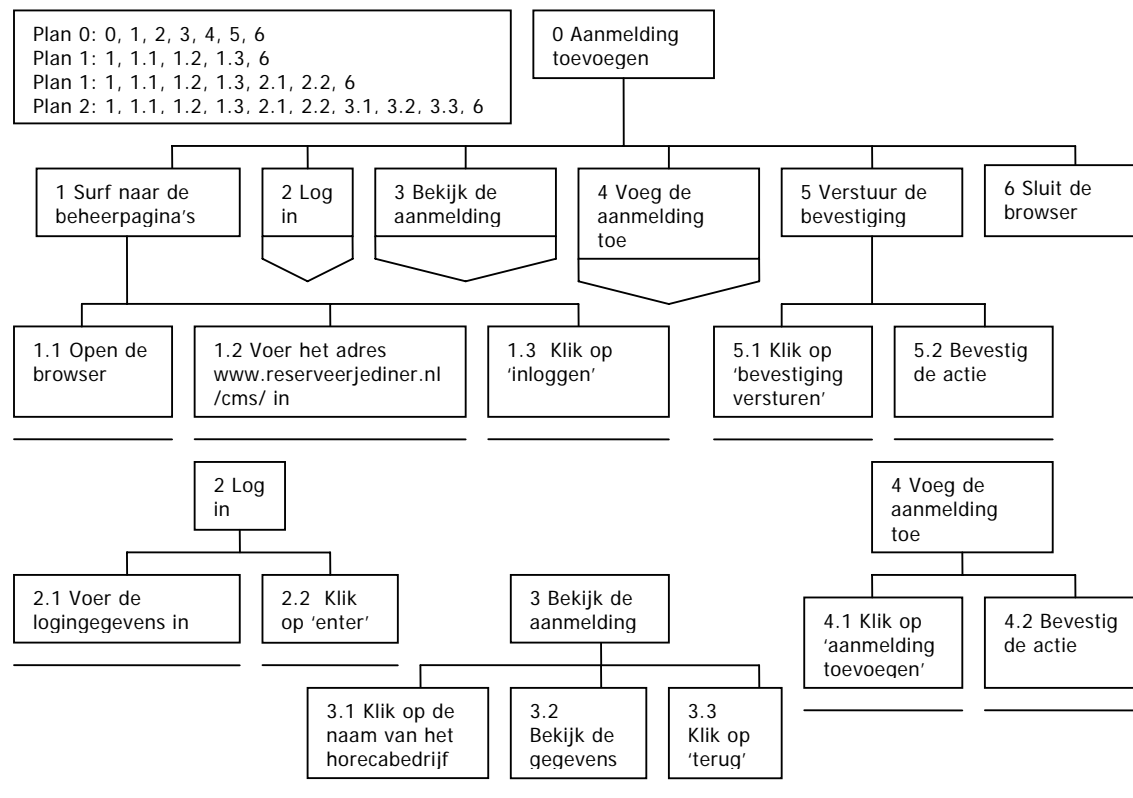 Plan 0: 0, 1, 2, 3, 4, 5, 6
Plan 1: 1, 1.1, 1.2, 1.3, 6
Plan 1: 1, 1.1, 1.2, 1.3, 2.1, 2.2, 6
Plan 2: 1, 1.1, 1.2, 1.3, 2.1, 2.2, 3.1, 3.2, 3.3, 6
0 Aanmelding
toevoegen
1 Surf naar de
beheerpagina's
2 Log
in
3 Bekijk de
aanmelding
4 Voeg de
aanmelding
toe
5 Verstuur de
bevestiging
6 Sluit de
browser
1.1 Open de
browser
1.2 Voer het adres
www.reserveerjediner.nl
/cms/ in
1.3 Klik op
‘inloggen’
5.1 Klik op
‘bevestiging
versturen’
5.2 Bevestig
de actie
2 Log
in
4 Voeg de
aanmelding
toe
2.1 Voer de
logingegevens in
2.2 Klik
op ‘enter’
3 Bekijk de
aanmelding
4.1 Klik op
‘aanmelding
toevoegen’
4.2 Bevestig
de actie
3.1 Klik op de
naam van het
horecabedrijf
3.2
Bekijk de
gegevens
3.3
Klik op
‘terug’